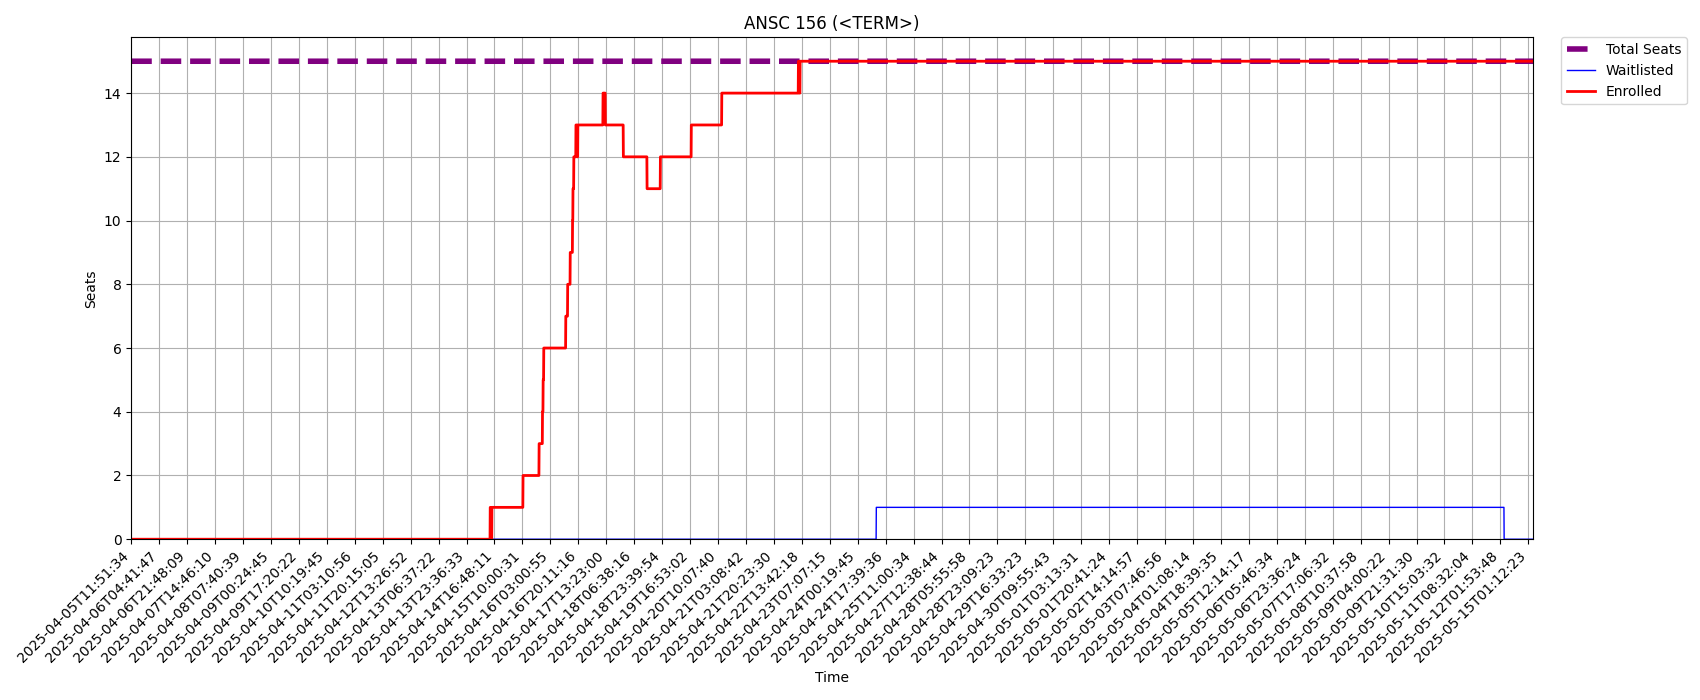 ANSC 156 (<TERM>)
Total Seats
Waitlisted
Enrolled
Seats
14
12
10
8
6
4
2
0
2025-04-05T11:51:34
2025-04-06T04:41:47
2025-04-06T21:48:09
2025-04-07T14:46:10
2025-04-08T07:40:39
2025-04-09T00:24:45
2025-04-09T17:20:22
2025-04-10T10:19:45
2025-04-11T03:10:56
2025-04-11T20:15:05
2025-04-12T13:26:52
2025-04-13T06:37:22
2025-04-13T23:36:33
2025-04-14T16:48:11
2025-04-15T10:00:31
2025-04-16T03:00:55
2025-04-16T20:11:16
2025-04-17T13:23:00
2025-04-18T06:38:16
2025-04-18T23:39:54
2025-04-19T16:53:02
2025-04-20T10:07:40
2025-04-21T03:08:42
2025-04-21T20:23:30
2025-04-22T13:42:18
2025-04-23T07:07:15
2025-04-24T00:19:45
2025-04-24T17:39:36
2025-04-25T11:00:34
2025-04-27T12:38:44
2025-04-28T05:55:58
2025-04-28T23:09:23
2025-04-29T16:33:23
2025-04-30T09:55:43
2025-05-01T03:13:31
2025-05-01T20:41:24
2025-05-02T14:14:57
2025-05-03T07:46:56
2025-05-04T01:08:14
2025-05-04T18:39:35
2025-05-05T12:14:17
2025-05-06T05:46:34
2025-05-06T23:36:24
2025-05-07T17:06:32
2025-05-08T10:37:58
2025-05-09T04:00:22
2025-05-09T21:31:30
2025-05-10T15:03:32
2025-05-11T08:32:04
2025-05-12T01:53:48
2025-05-15T01:12:23
Time